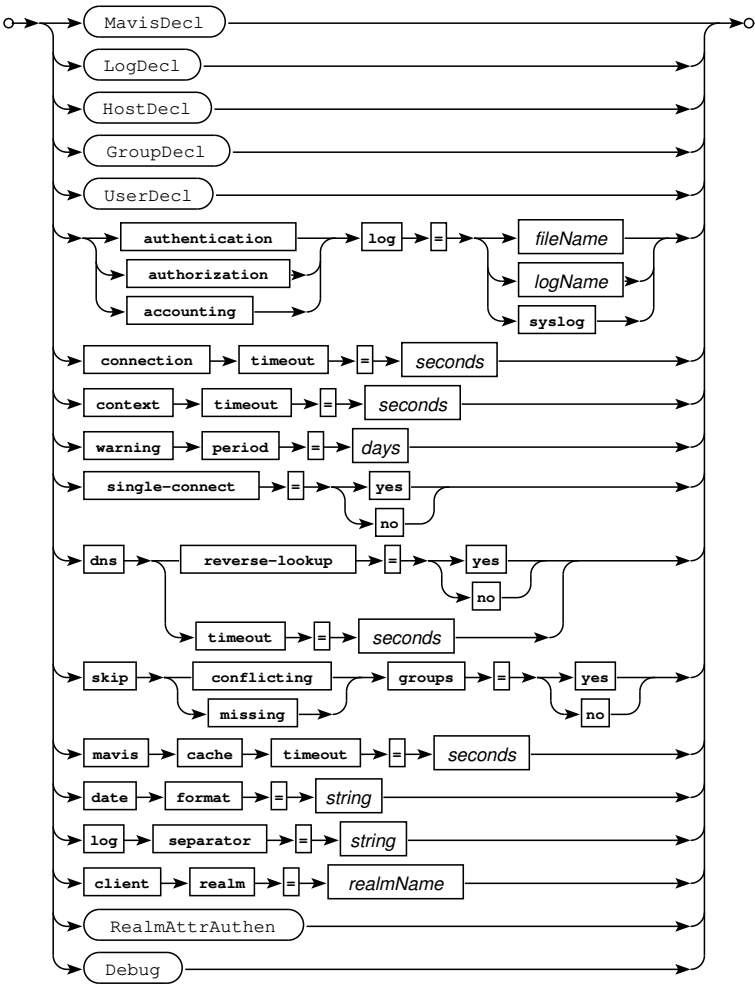 MavisDecl
LogDecl
HostDecl
GroupDecl
UserDecl
authentication log = fileName
authorization logName
accounting syslog
connection timeout = seconds
context timeout = seconds
warning period = days
single-connect = yes
no
dns reverse-lookup = yes
no
timeout = seconds
skip conflicting groups = yes
missing no
mavis cache timeout = seconds
date format = string
log separator = string
client realm = realmName
RealmAttrAuthen
Debug